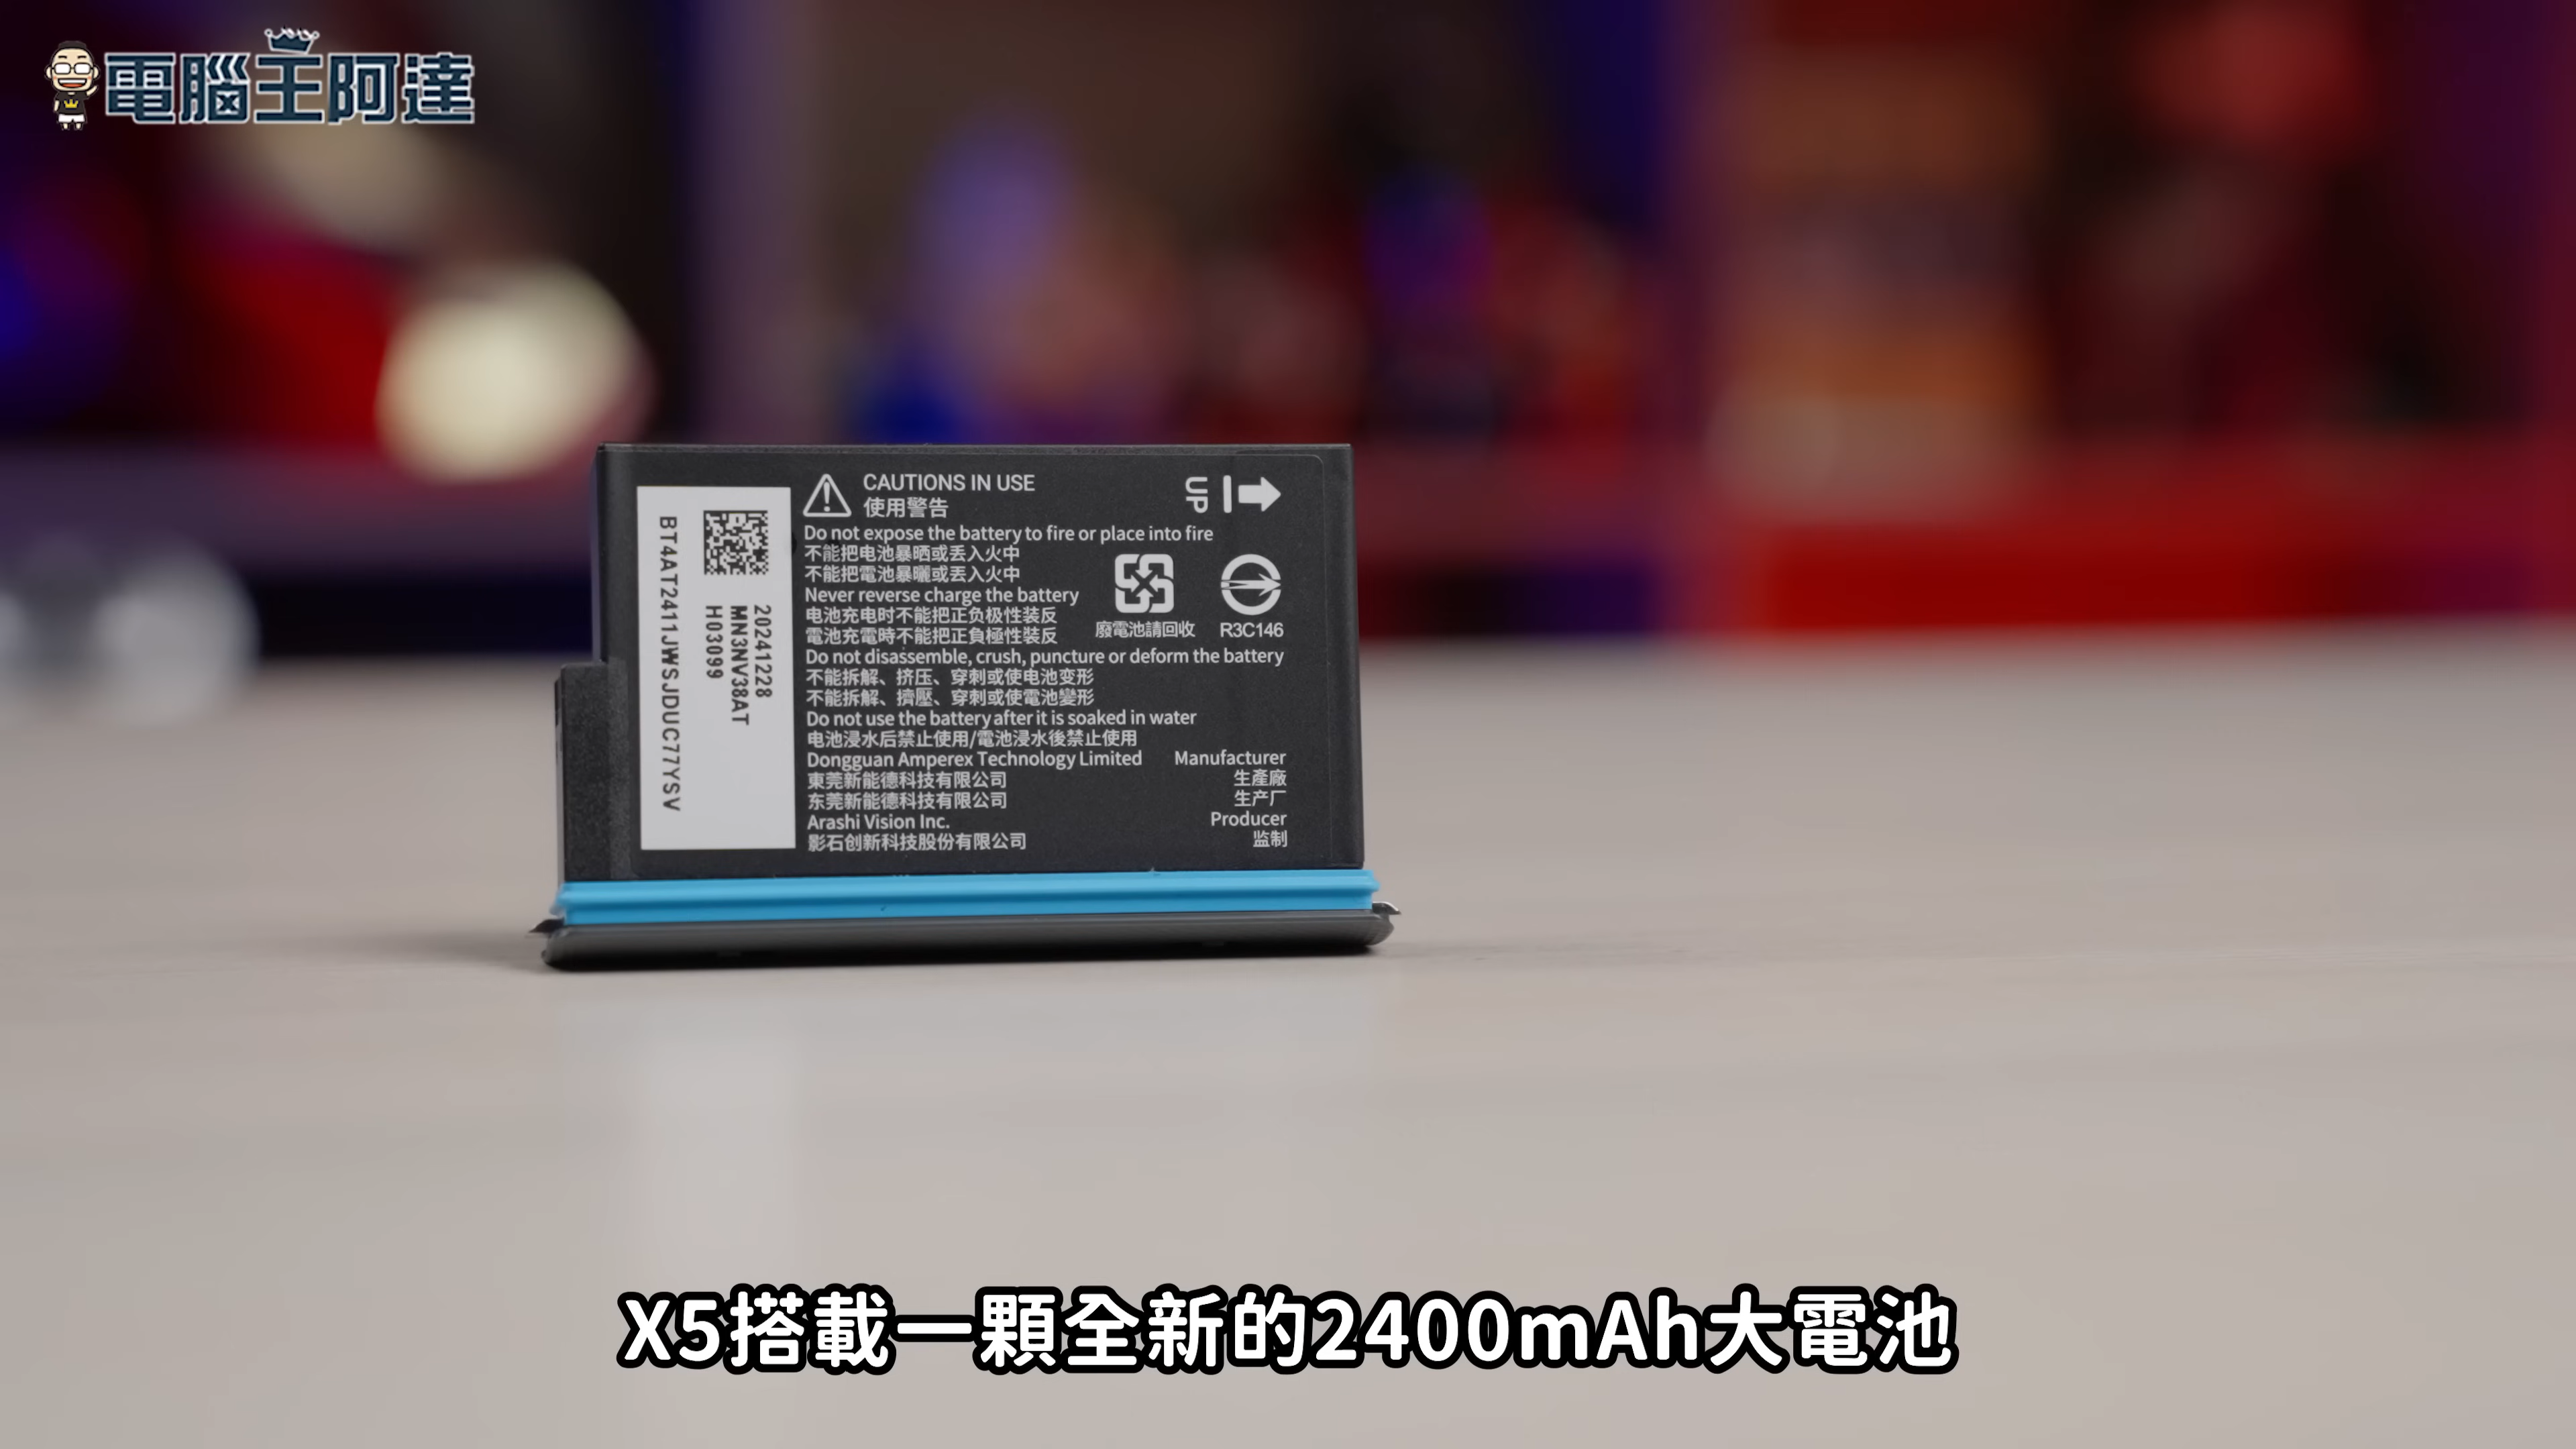 電腦王阿達
CAUTIONS IN USE
使用警告
UP
Do not expose the battery to fire or place into fire
不能把电池暴晒或丢入火中
不能把電池暴曬或丟入火中
Never reverse charge the battery
电池充电时不能把正负极性装反
電池充電時不能把正負極性裝反
廢電池請回收
R3C146
Do not disassemble, crush, puncture or deform the battery
不能拆解、挤压、穿刺或使电池变形
不能拆解、擠壓、穿刺或使電池變形
Do not use the battery after it is soaked in water
电池浸水后禁止使用/電池浸水後禁止使用
Dongguan Amperex Technology Limited Manufacturer
東莞新能德科技有限公司 生產廠
东莞新能德科技有限公司 生产厂
Arashi Vision Inc. Producer
影石创新科技股份有限公司 监制
20241228
MN3NV38AT
H03099
BT4AT2411JWSJDUC77YSV
X5搭載一顆全新的2400mAh大電池